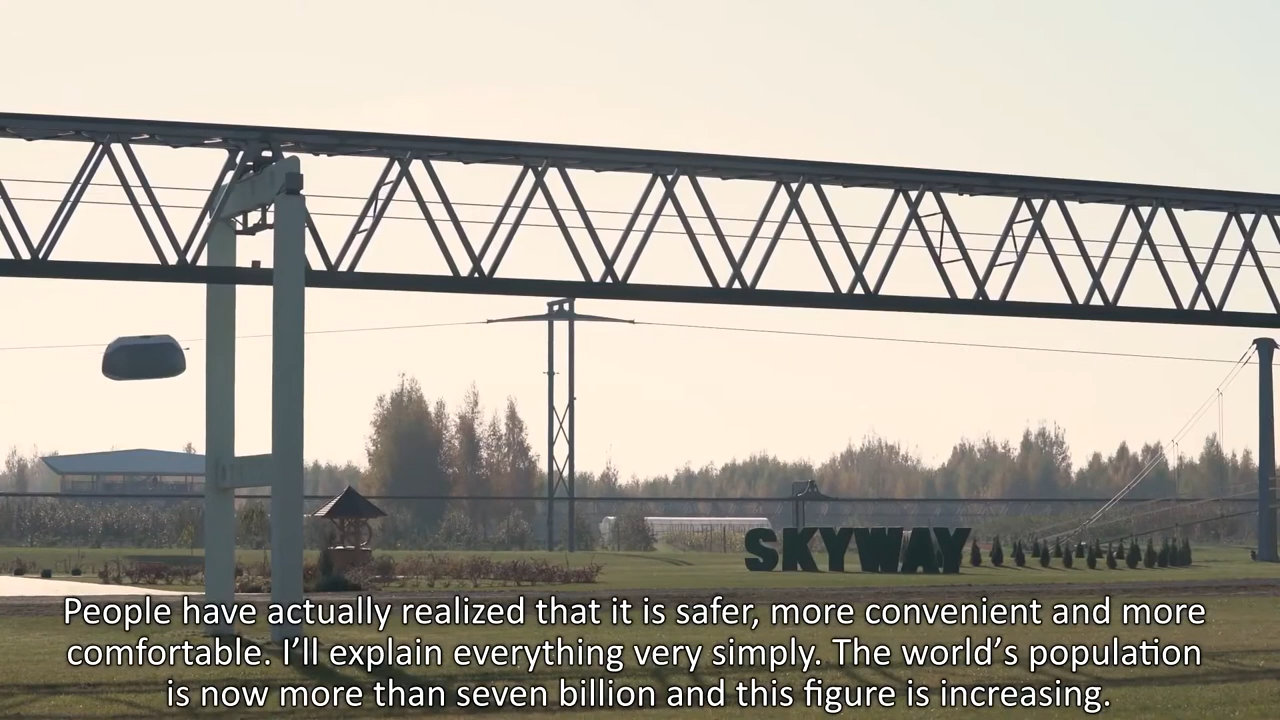 SKYWAY
People have actually realized that it is safer, more convenient and more
comfortable. I’ll explain everything very simply. The world’s population
is now more than seven billion and this figure is increasing.